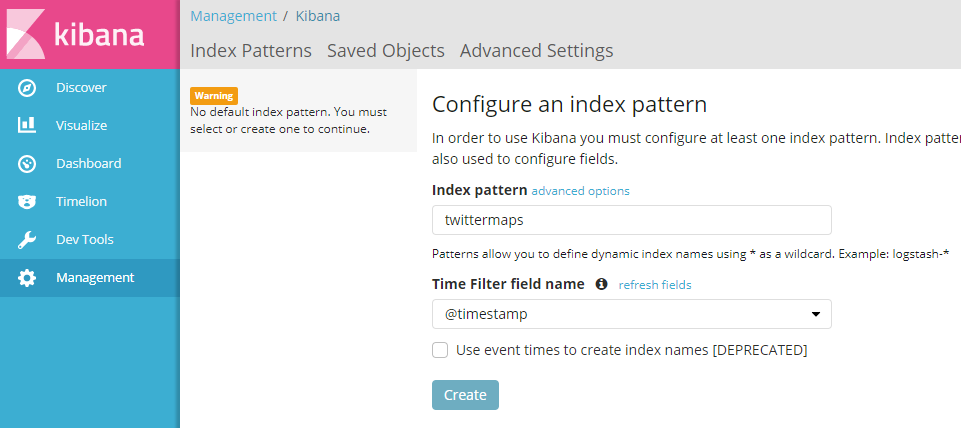 kibana
Discover
Visualize
Dashboard
Timelion
Dev Tools
Management
Management / Kibana
Index Patterns Saved Objects Advanced Settings
Warning
No default index pattern. You must
select or create one to continue.
Configure an index pattern
In order to use Kibana you must configure at least one index pattern. Index patter
also used to configure fields.
Index pattern advanced options
twittermaps
Patterns allow you to define dynamic index names using * as a wildcard. Example: logstash-*
Time Filter field name refresh fields
@timestamp
Use event times to create index names [DEPRECATED]
Create